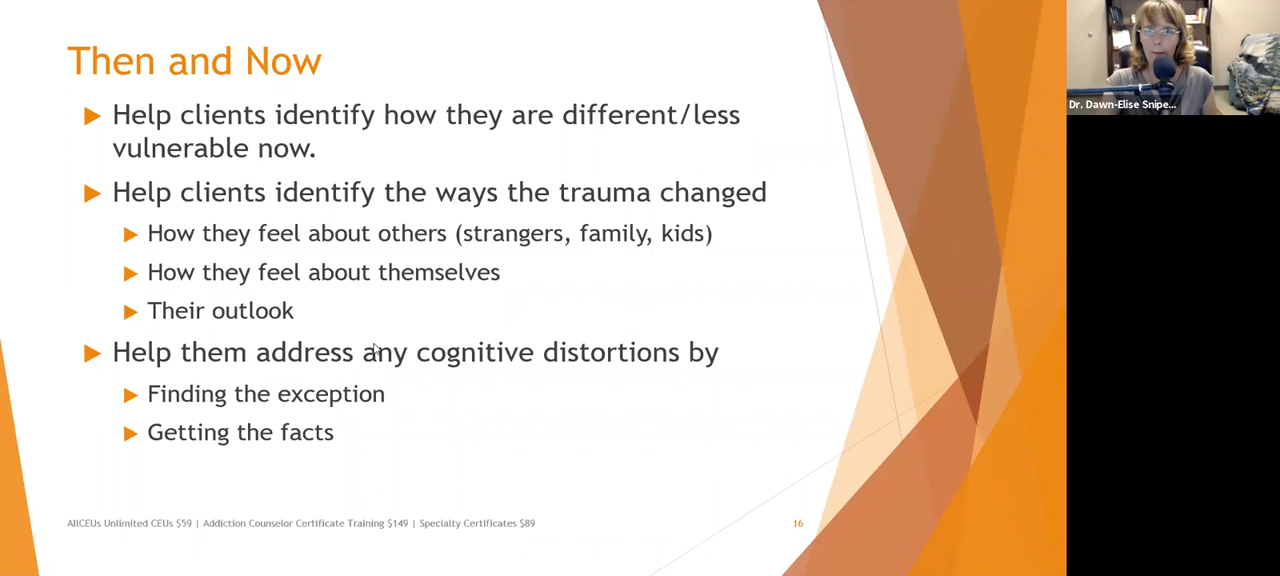 Then and Now
Help clients identify how they are different/less
vulnerable now.
Help clients identify the ways the trauma changed
How they feel about others (strangers, family, kids)
How they feel about themselves
Their outlook
Help them address any cognitive distortions by
Finding the exception
Getting the facts
AllCEUs Unlimited CEUs $59 | Addiction Counselor Certificate Training $149 | Specialty Certificates $89
16
Dr. Dawn-Elise Snipe...